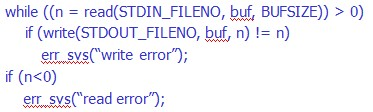 while ((n = read(STDIN_FILENO, buf, BUFSIZE)) > 0)
if (write(STDOUT_FILENO, buf, n) != n)
err_sys(“write error”);
if (n<0)
err_sys(“read error”);